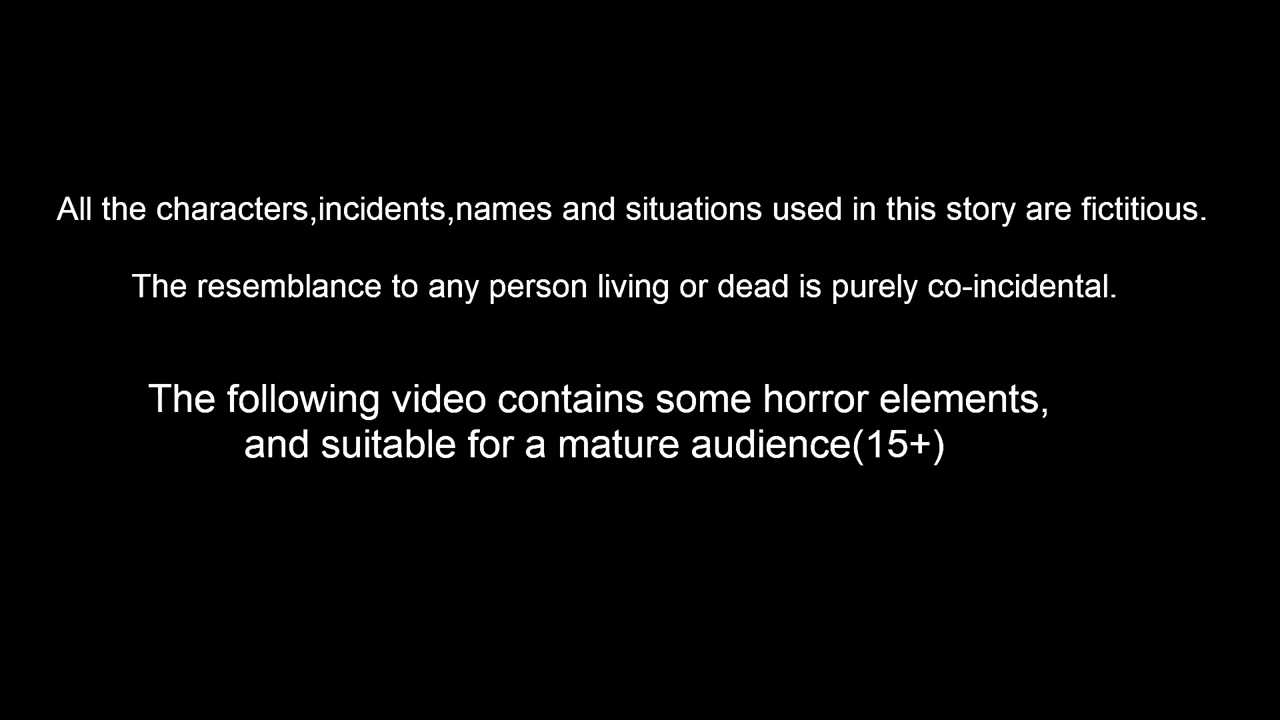 All the characters,incidents,names and situations used in this story are fictitious.
The resemblance to any person living or dead is purely co-incidental.
The following video contains some horror elements,
and suitable for a mature audience(15+)